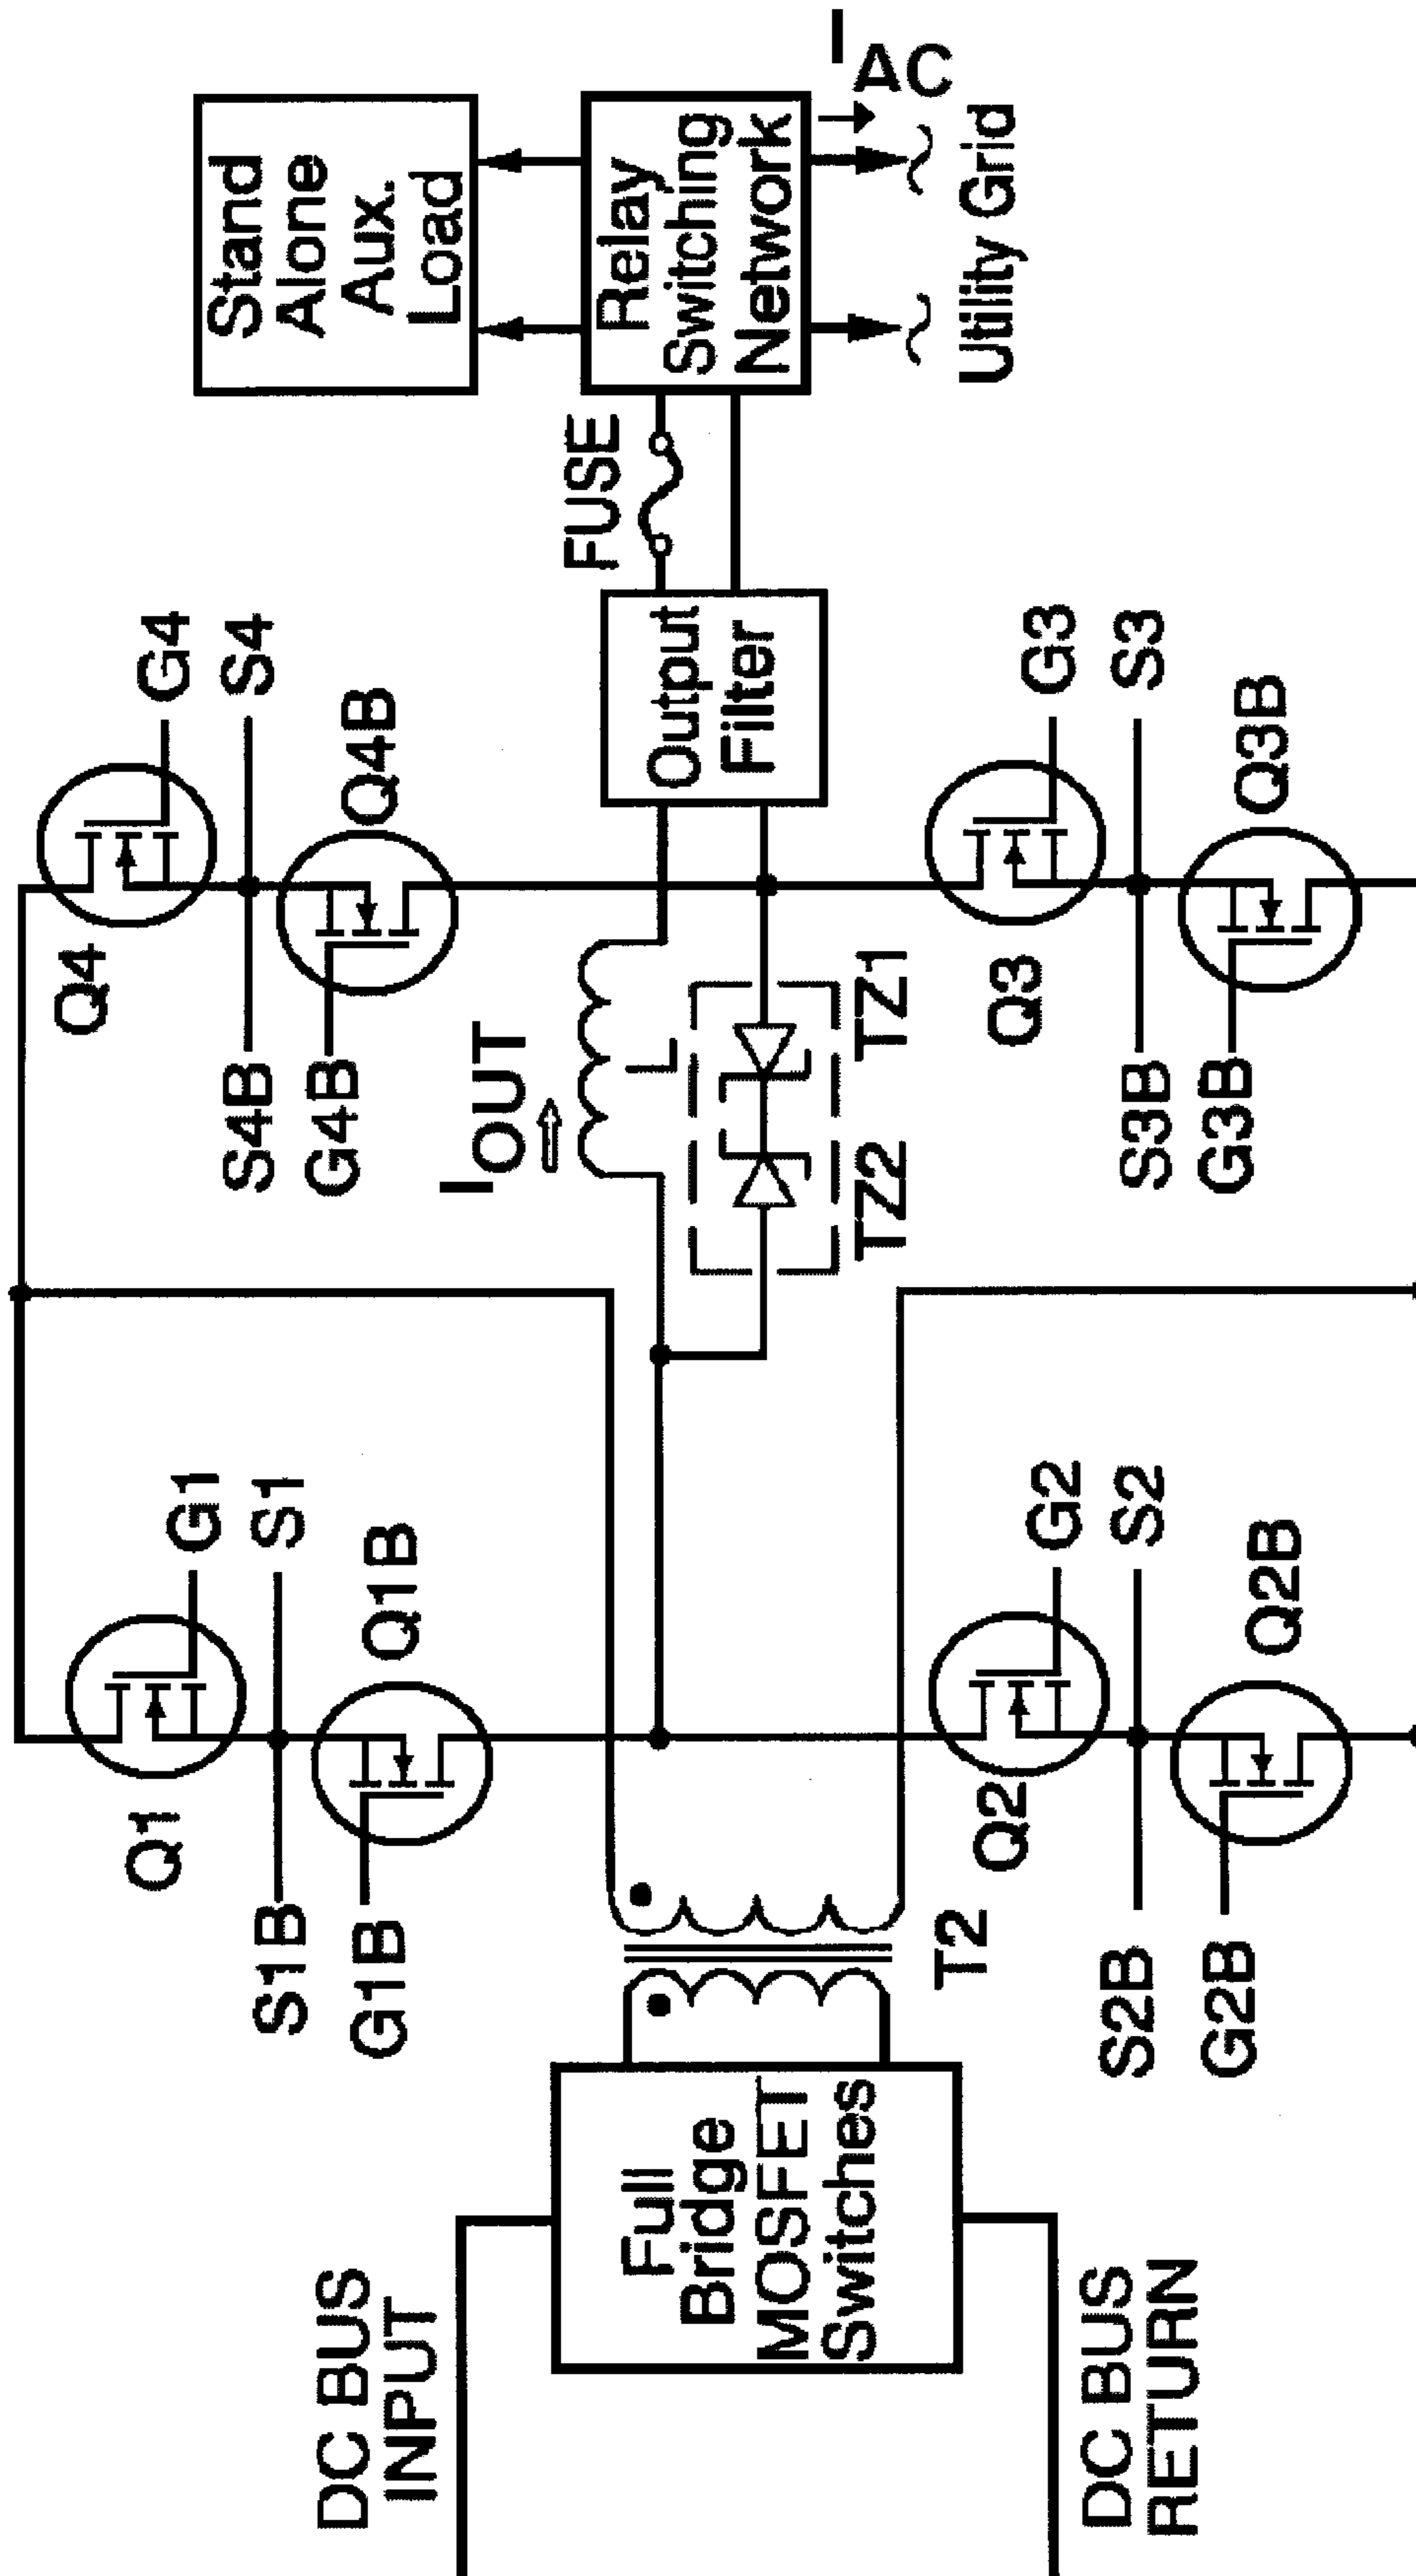 DC BUS
INPUT
DC BUS
RETURN
Full
Bridge
MOSFET
Switches
T2
Q1
G1
S1
S1B
G1B
Q1B
Q2
G2
S2
S2B
G2B
Q2B
Q4
G4
S4
S4B
G4B
Q4B
I OUT
L
TZ2
TZ1
Q3
G3
S3
S3B
G3B
Q3B
Output
Filter
FUSE
Relay
Switching
Network
Stand
Alone
Aux.
Load
I AC
Utility Grid